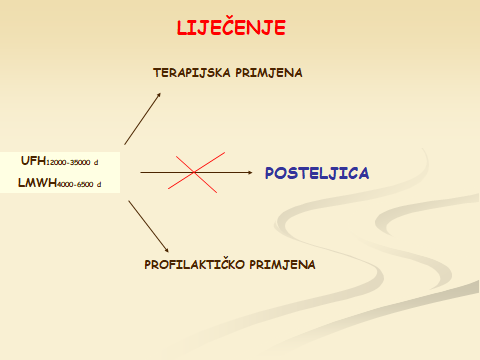 LIJEČENJE
TERAPIJSKA PRIMJENA
UFH12000-35000 d
LMWH4000-6500 d
POSTELJICA
PROFILAKTIČKO PRIMJENA